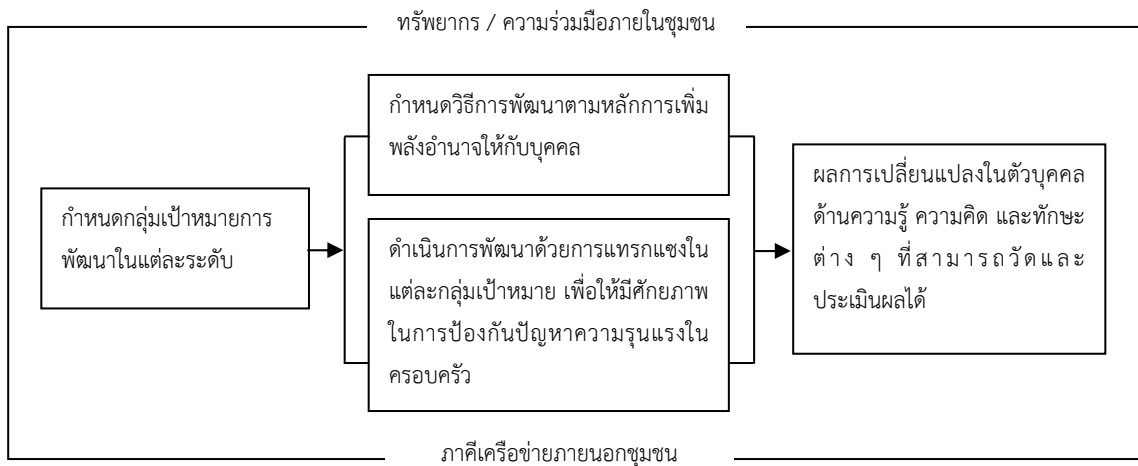 ทรัพยากร / ความร่วมมือภายในชุมชน
กำหนดกลุ่มเป้าหมายการ
พัฒนาในแต่ละระดับ
กำหนดวิธีการพัฒนาตามหลักการเพิ่ม
พลังอำนาจให้กับบุคคล
ดำเนินการพัฒนาด้วยการแทรกแซงใน
แต่ละกลุ่มเป้าหมาย เพื่อให้มีศักยภาพ
ในการป้องกันปัญหาความรุนแรงใน
ครอบครัว
ผลการเปลี่ยนแปลงในตัวบุคคล
ด้านความรู้ ความคิด และทักษะ
ต่าง ๆ ที่สามารถวัดและ
ประเมินผลได้
ภาคีเครือข่ายภายนอกชุมชน